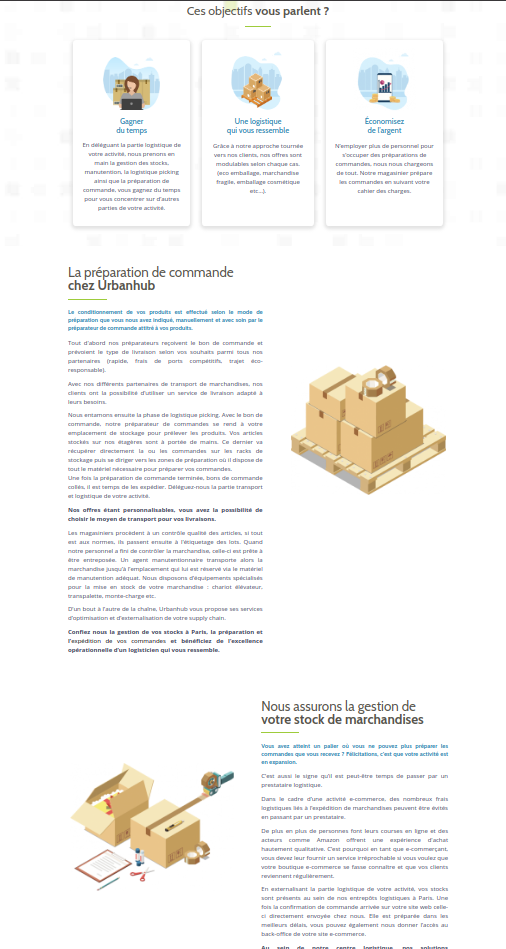 Ces objectifs vous parlent ?
Gagner
du temps
En déléguant la partie logistique de
votre activité, nous prenons en
main la gestion des stocks,
manutention, la logistique picking
ainsi que la préparation de
commande, vous gagnez du temps
pour vous concentrer sur d'autres
parties de votre activité.
Une logistique
qui vous ressemble
Grâce à notre approche tournée
vers nos clients, nos offres sont
modulables selon chaque cas.
(eco emballage, marchandise
fragile, emballage cosmétique
etc...).
Économisez
de l'argent
N'employer plus de personnel pour
s'occuper des préparations de
commandes, nous nous chargeons
de tout. Notre magasinier prépare
les commandes en suivant votre
cahier des charges.
La préparation de commande
chez Urbanhub
Le conditionnement de vos produits est effectué selon le mode de
préparation que vous nous avez indiqué, manuellement et avec soin par le
préparateur de commande attitré à vos produits.
Tout d'abord nos préparateurs reçoivent le bon de commande et
prévoient le type de livraison selon vos souhaits parmi tous nos
partenaires (rapide, frais de ports compétitifs, trajet éco-
responsable).
Avec nos différents partenaires de transport de marchandises, nos
clients ont la possibilité d'utiliser un service de livraison adapté à
leurs besoins.
Nous entamons ensuite la phase de logistique picking. Avec le bon de
commande, notre préparateur de commandes se rend à votre
emplacement de stockage pour prélever les produits. Vos articles
stockés sur nos étagères sont à portée de mains. Ce dernier va
récupérer directement la ou les commandes sur les racks de
stockage puis se diriger vers les zones de préparation où il dispose de
tout le matériel nécessaire pour préparer vos commandes.
Une fois la préparation de commande terminée, bons de commande
collés, il est temps de les expédier. Déléguez-nous la partie transport
et logistique de votre activité.
Nos offres étant personnalisables, vous avez la possibilité de
choisir le moyen de transport pour vos livraisons.
Les magasiniers procèdent à un contrôle qualité des articles, si tout
est aux normes, ils passent ensuite à l'étiquetage des lots. Quand
notre personnel a fini de contrôler la marchandise, celle-ci est prête à
être entreposée. Un agent manutentionnaire transporte alors la
marchandise jusqu'à l'emplacement qui lui est réservé via le matériel
de manutention adéquat. Nous disposons d'équipements spécialisés
pour la mise en stock de votre marchandise : chariot élévateur,
transpalette, monte-charge etc.
D'un bout à l'autre de la chaîne, Urbanhub vous propose ses services
d'optimisation et d'externalisation de votre supply chain.
Confiez nous la gestion de vos stocks à Paris, la préparation et
l'expédition de vos commandes et bénéficiez de l'excellence
opérationnelle d'un logisticien qui vous ressemble.
Nous assurons la gestion de
votre stock de marchandises
Vous avez atteint un palier où vous ne pouvez plus préparer les
commandes que vous recevez ? Félicitations, c'est que votre activité est
en expansion.
C'est aussi le signe qu'il est peut-être temps de passer par un
prestataire logistique.
Dans le cadre d'une activité e-commerce, des nombreux frais
logistiques liés à l'expédition de marchandises peuvent être évités
en passant par un prestataire.
De plus en plus de personnes font leurs courses en ligne et des
acteurs comme Amazon offrent une expérience d'achat
hautement qualitative. C'est pourquoi en tant que e-commerçant,
vous devez leur fournir un service irréprochable si vous voulez que
votre boutique e-commerce se fasse connaître et que vos clients
reviennent régulièrement.
En externalisant la partie logistique de votre activité, vos stocks
sont présents au sein de nos entrepôts logistiques à Paris. Une
fois la confirmation de commande arrivée sur votre site web celle-
ci directement envoyée chez nous. Elle est préparée dans les
meilleurs délais, vous pouvez également nous donner l'accès au
back-office de votre site e-commerce.
Au sein de notre centre logistique nos solutions